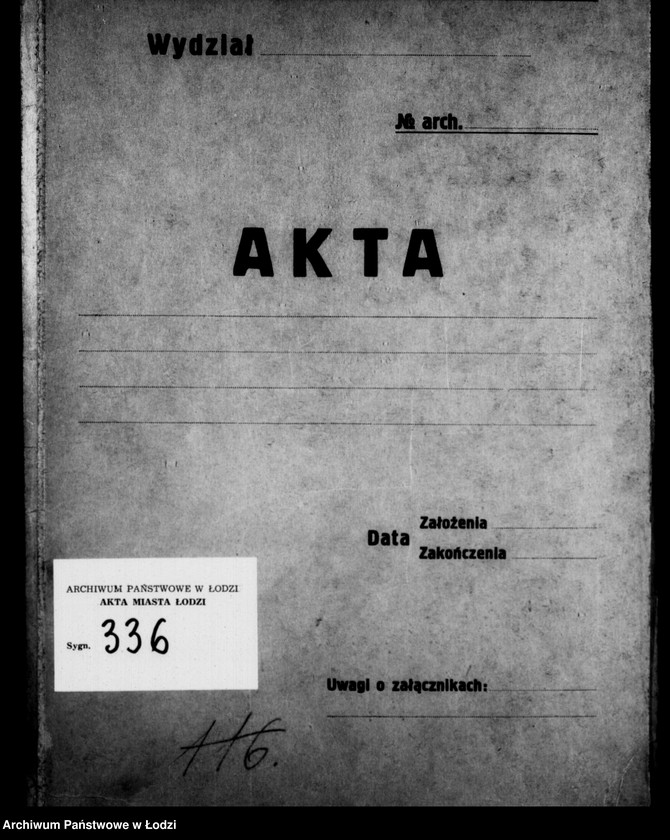 Wydział
№ arch.
AKTA
Data
Założenia
Zakończenia
ARCHIWUM PAŃSTWOWE W ŁODZI
AKTA MIASTA ŁODZI
Sygn. 336
Uwagi o załącznikach:
116.
Archiwum Państwowe w Łodzi